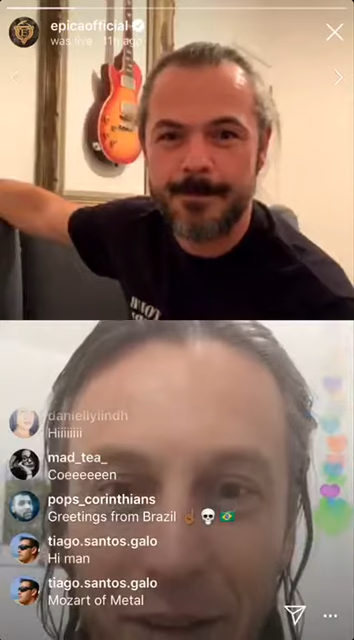 epicaofficial
was live · 11h ago
daniellyiindh
Hiiiiiiii
mad_tea_
Coeeeeeen
pops_corinthians
Greetings from Brazil ☝🏾💀🇧🇷
tiago.santos.galo
Hi man
tiago.santos.galo
Mozart of Metal